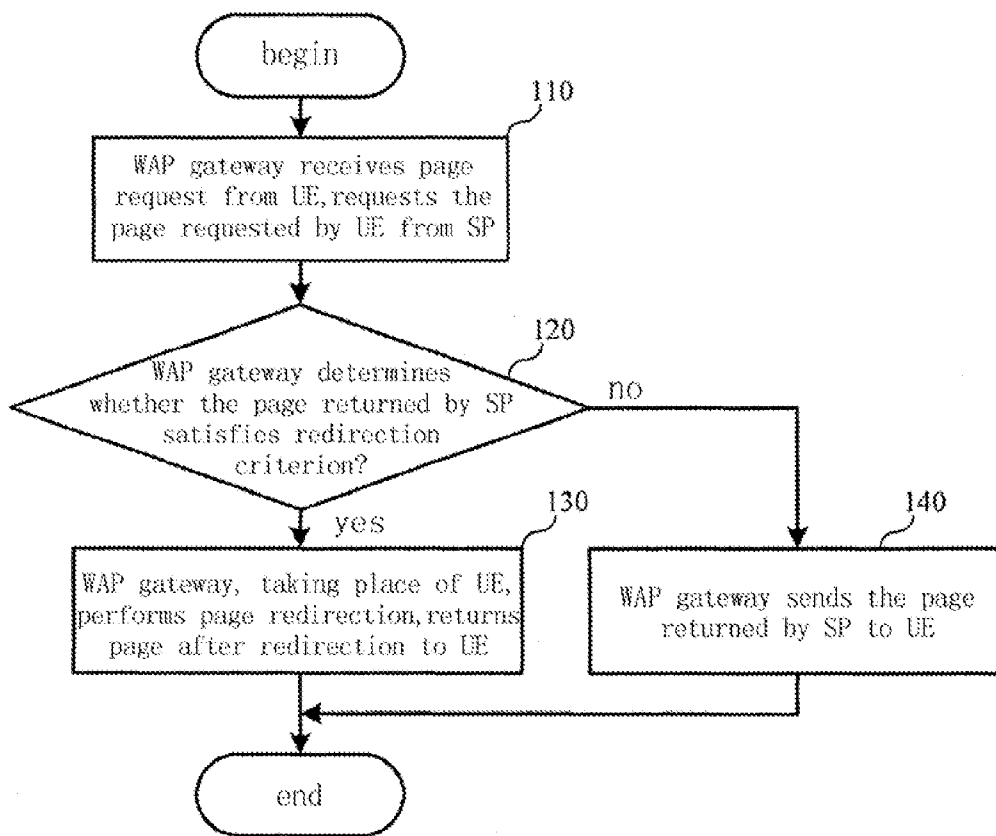 begin
110
WAP gateway receives page
request from UE,requests the
page requested by UE from SP
120
WAP gateway determines
whether the page returned by SP
satisfies redirection
criterion?
no
yes
130
WAP gateway, taking place of UE,
performs page redirection,returns
page after redirection to UE
140
WAP gateway sends the page
returned by SP to UE
end